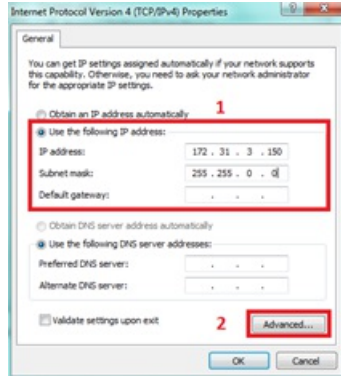 Internet Protocol Version 4 (TCP/IPv4) Properties
General
You can get IP settings assigned automatically if your network supports
this capability. Otherwise, you need to ask your network administrator
for the appropriate IP settings.
Obtain an IP address automatically
1
Use the following IP address:
IP address: 172 . 31 . 3 . 150
Subnet mask: 255 . 255 . 0 . 0
Default gateway: . . .
Obtain DNS server address automatically
Use the following DNS server addresses:
Preferred DNS server: . . .
Alternate DNS server: . . .
Validate settings upon exit
2
Advanced...
OK Cancel